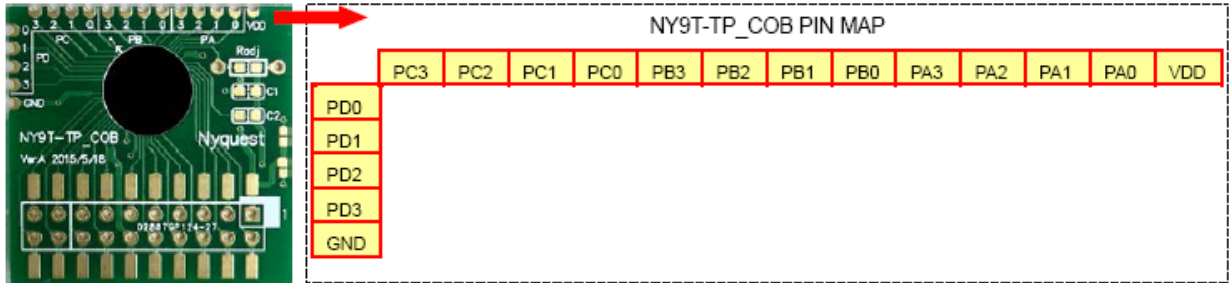 3 2 1 0 3 2 1 0 3 2 1 0 VDD
PC PB PA
0
1
PD
2
3
GND
Radj
C1
C2
NY9T-TP_COB
Nyquest
Ver.A 2015/5/18
1
NY9T-TP_COB PIN MAP
PC3 PC2 PC1 PC0 PB3 PB2 PB1 PB0 PA3 PA2 PA1 PA0 VDD
PD0
PD1
PD2
PD3
GND